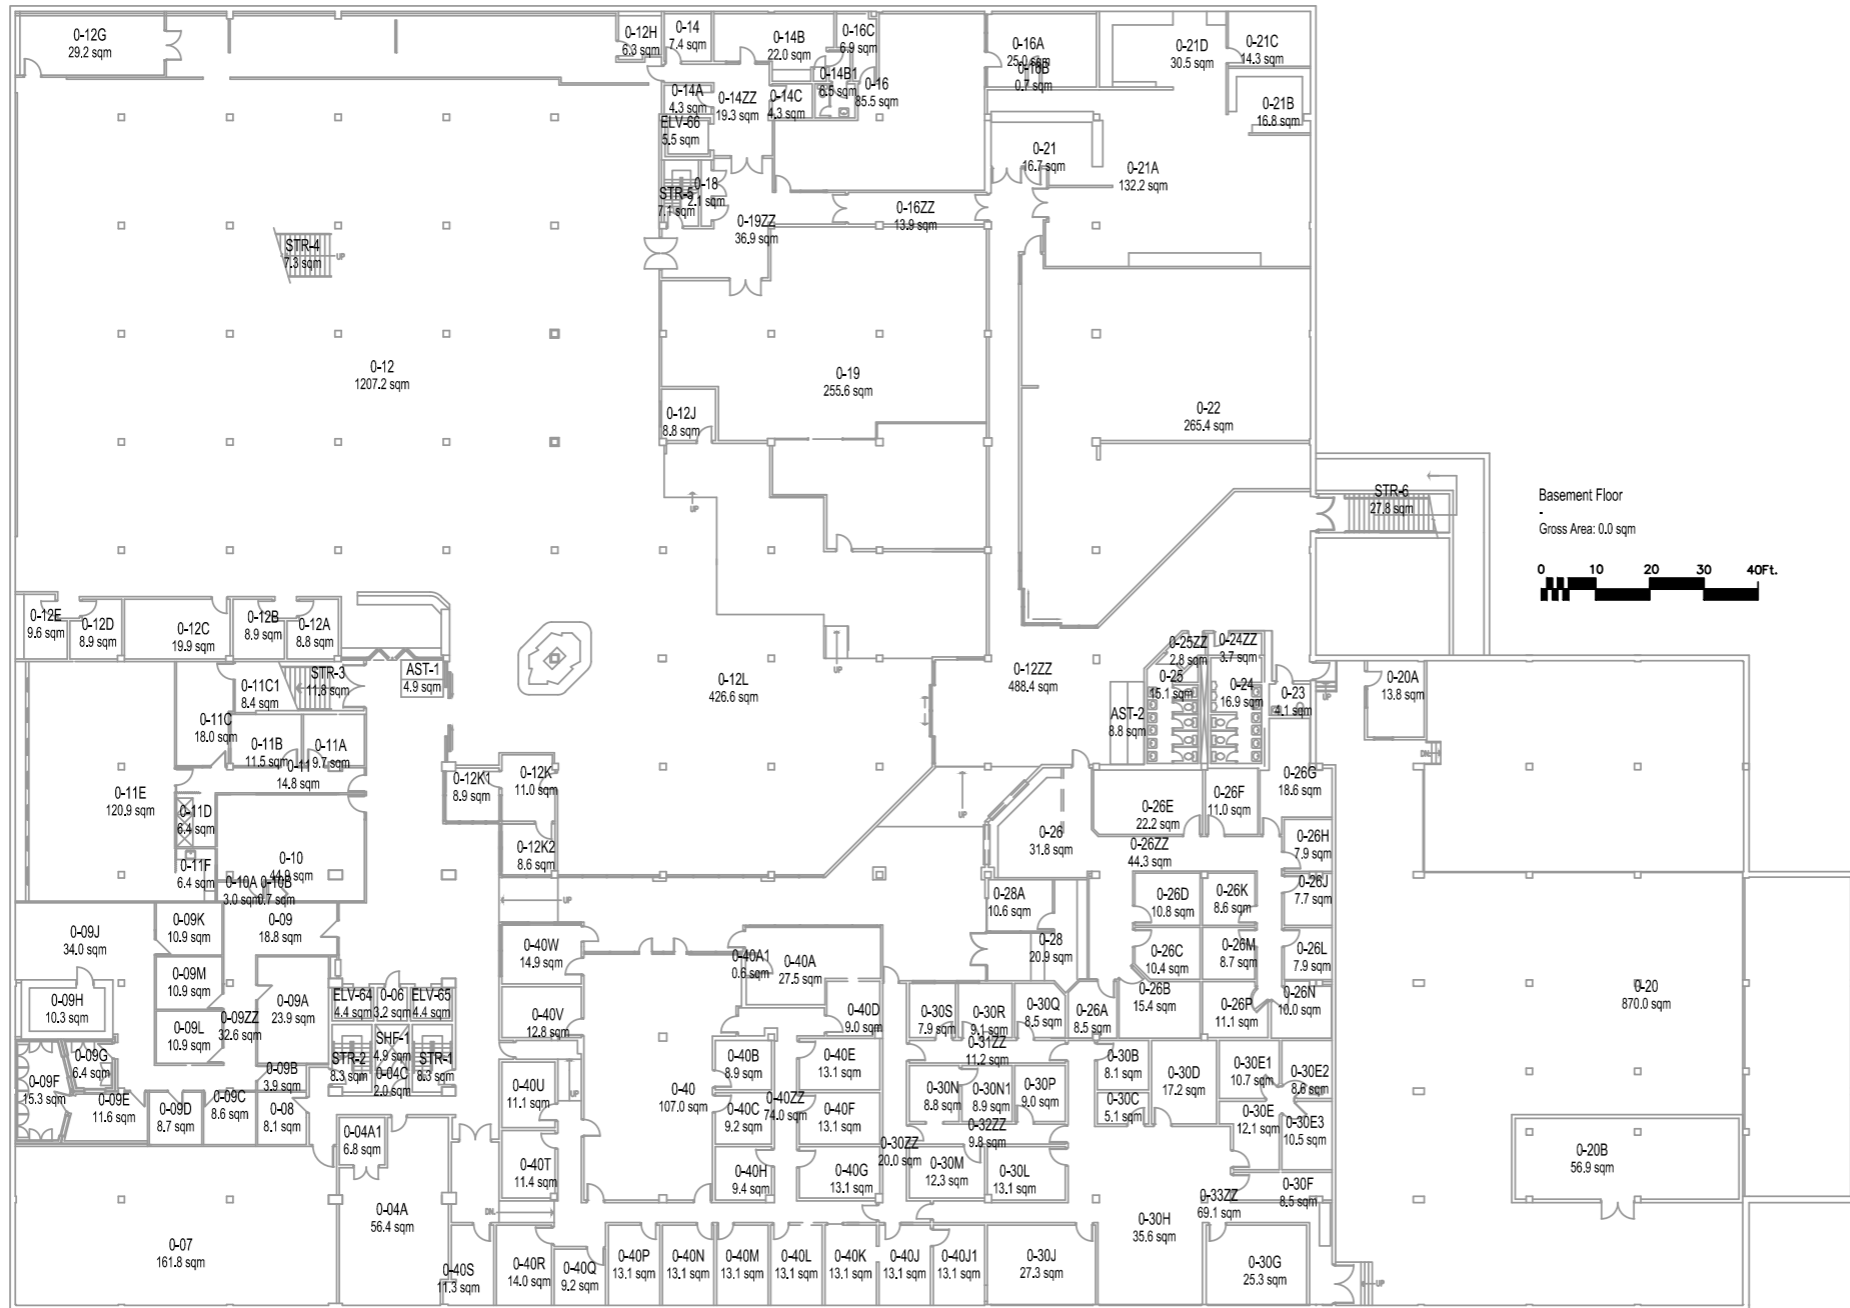 0-12G
29.2 sqm
0-12H
6.3 sqm
0-14
7.4 sqm
0-14B
22.0 sqm
0-16C
6.9 sqm
0-16A
25.0 sqm
0-16B
0.7 sqm
0-21D
30.5 sqm
0-21C
14.3 sqm
0-14A
4.3 sqm
0-14ZZ
19.3 sqm
0-14C
4.3 sqm
0-14B1
6.5 sqm
0-16
85.5 sqm
0-21B
16.8 sqm
ELV-66
5.5 sqm
0-21
16.7 sqm
0-21A
132.2 sqm
STR-5
7.1 sqm
0-18
2.1 sqm
0-16ZZ
13.9 sqm
0-19ZZ
36.9 sqm
STR-4
7.3 sqm
UP
0-12
1207.2 sqm
0-19
255.6 sqm
0-12J
8.8 sqm
0-22
265.4 sqm
UP
STR-6
27.8 sqm
Basement Floor
-
Gross Area: 0.0 sqm
0 10 20 30 40Ft.
0-12E
9.6 sqm
0-12D
8.9 sqm
0-12C
19.9 sqm
0-12B
8.9 sqm
0-12A
8.8 sqm
STR-3
11.8 sqm
AST-1
4.9 sqm
0-12L
426.6 sqm
UP
0-12ZZ
488.4 sqm
0-25ZZ
2.8 sqm
0-24ZZ
3.7 sqm
0-25
15.1 sqm
0-24
16.9 sqm
0-23
4.1 sqm
UP
0-20A
13.8 sqm
0-11C1
8.4 sqm
0-11C
18.0 sqm
0-11B
11.5 sqm
0-11A
9.7 sqm
0-11
14.8 sqm
AST-2
8.8 sqm
DN
0-11E
120.9 sqm
0-11D
6.4 sqm
0-12K1
8.9 sqm
0-12K
11.0 sqm
UP
0-26G
18.6 sqm
0-26E
22.2 sqm
0-26F
11.0 sqm
0-26
31.8 sqm
0-26ZZ
44.3 sqm
0-26H
7.9 sqm
0-12K2
8.6 sqm
0-11F
6.4 sqm
0-10
44.9 sqm
0-10A
3.0 sqm
0-10B
0.7 sqm
UP
0-28A
10.6 sqm
0-26D
10.8 sqm
0-26K
8.6 sqm
0-26J
7.7 sqm
0-09J
34.0 sqm
0-09K
10.9 sqm
0-09
18.8 sqm
0-40W
14.9 sqm
0-40A1
0.6 sqm
0-40A
27.5 sqm
0-28
20.9 sqm
0-26C
10.4 sqm
0-26M
8.7 sqm
0-26L
7.9 sqm
0-09M
10.9 sqm
0-09H
10.3 sqm
0-09A
23.9 sqm
ELV-64
4.4 sqm
0-06
3.2 sqm
ELV-65
4.4 sqm
0-40V
12.8 sqm
0-40D
9.0 sqm
0-30S
7.9 sqm
0-30R
9.1 sqm
0-30Q
8.5 sqm
0-26A
8.5 sqm
0-26B
15.4 sqm
0-26P
11.1 sqm
0-26N
10.0 sqm
0-20
870.0 sqm
0-09L
10.9 sqm
0-09ZZ
32.6 sqm
SHF-1
4.9 sqm
STR-2
8.3 sqm
0-04C
2.0 sqm
STR-1
8.3 sqm
0-09G
6.4 sqm
0-09F
15.3 sqm
0-09B
3.9 sqm
0-09E
11.6 sqm
0-09D
8.7 sqm
0-09C
8.6 sqm
0-08
8.1 sqm
0-40U
11.1 sqm
UP
0-40
107.0 sqm
0-40B
8.9 sqm
0-40C
9.2 sqm
0-40ZZ
74.0 sqm
0-40E
13.1 sqm
0-40F
13.1 sqm
0-31ZZ
11.2 sqm
0-30N
8.8 sqm
0-30N1
8.9 sqm
0-30P
9.0 sqm
0-30B
8.1 sqm
0-30C
5.1 sqm
0-30D
17.2 sqm
0-30E1
10.7 sqm
0-30E2
8.6 sqm
0-30E
12.1 sqm
0-30E3
10.5 sqm
0-04A1
6.8 sqm
0-40T
11.4 sqm
0-40H
9.4 sqm
0-40G
13.1 sqm
0-30ZZ
20.0 sqm
0-32ZZ
9.8 sqm
0-30M
12.3 sqm
0-30L
13.1 sqm
0-30F
8.5 sqm
0-20B
56.9 sqm
0-07
161.8 sqm
0-04A
56.4 sqm
DN.
0-33ZZ
69.1 sqm
0-30H
35.6 sqm
0-40S
11.3 sqm
0-40R
14.0 sqm
0-40Q
9.2 sqm
0-40P
13.1 sqm
0-40N
13.1 sqm
0-40M
13.1 sqm
0-40L
13.1 sqm
0-40K
13.1 sqm
0-40J
13.1 sqm
0-40J1
13.1 sqm
0-30J
27.3 sqm
0-30G
25.3 sqm
UP